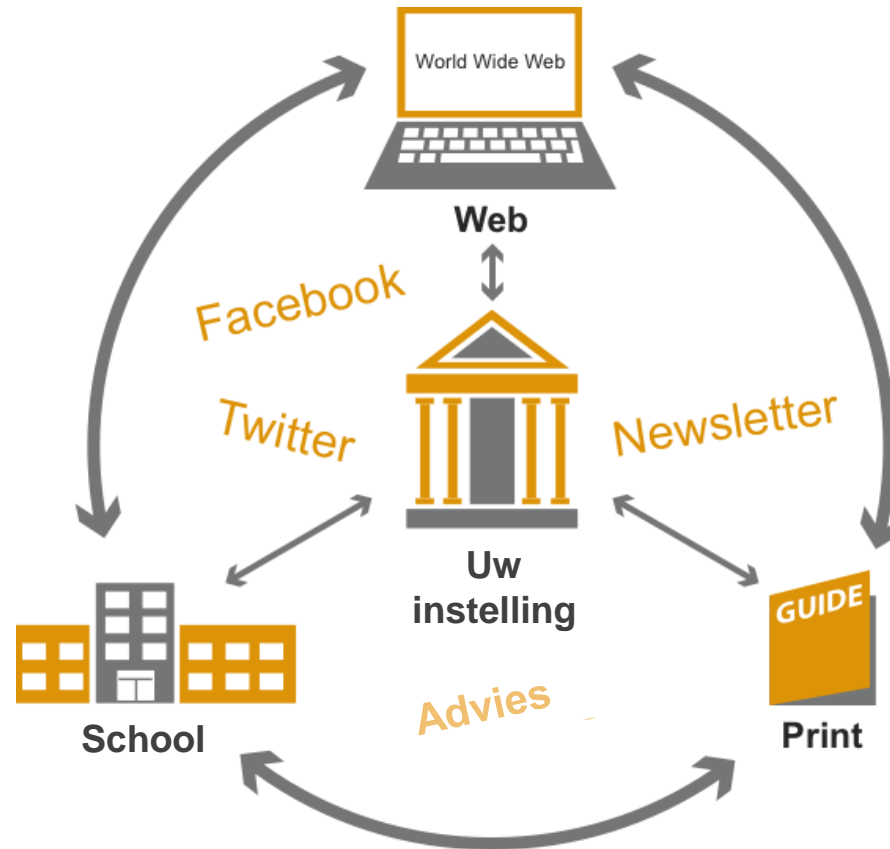 World Wide Web
Web
Facebook
Twitter
Newsletter
Uw
instelling
GUIDE
Advies
School
Print